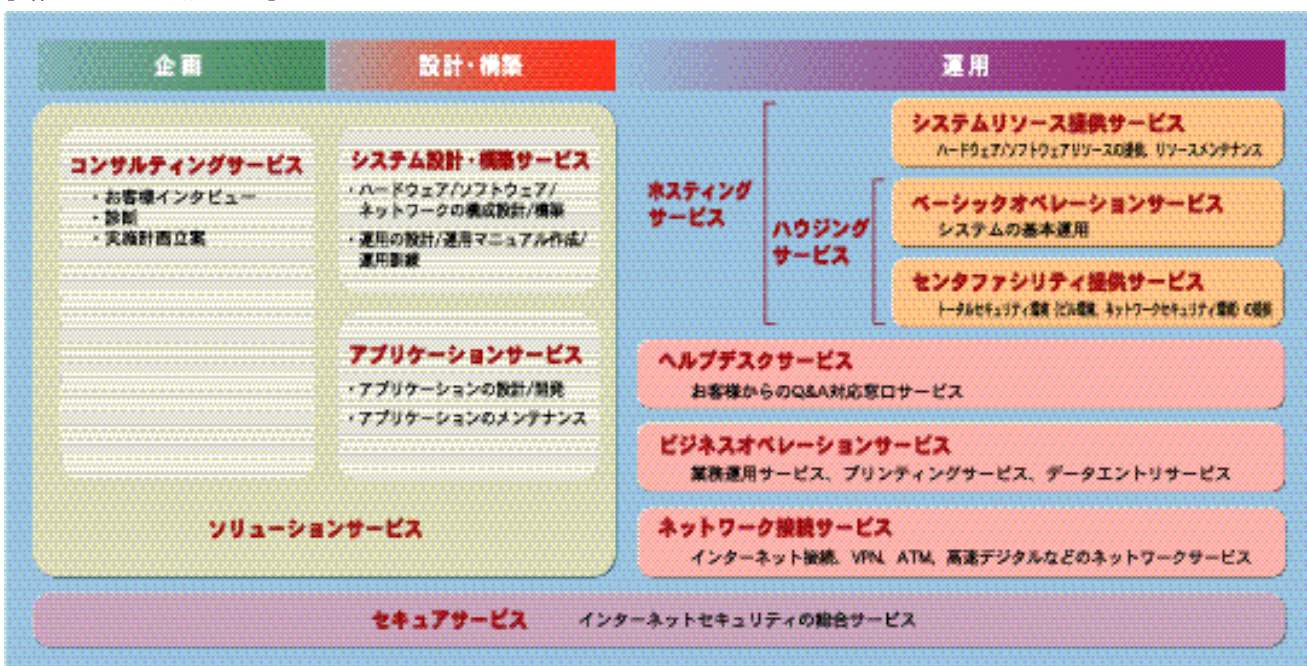 企画
設計・構築
運用
コンサルティングサービス
・お客様インタビュー
・診断
・実施計画立案
システム設計・構築サービス
・ハードウェア/ソフトウェア/
ネットワークの構成設計/構築
・運用の設計/運用マニュアル作成/
運用訓練
アプリケーションサービス
・アプリケーションの設計/開発
・アプリケーションのメンテナンス
ソリューションサービス
ホスティング
サービス
ハウジング
サービス
システムリソース提供サービス
ハードウェア/ソフトウェアリソースの提供、リソースメンテナンス
ベーシックオペレーションサービス
システムの基本運用
センタファシリティ提供サービス
トータルセキュリティ環境（ビル環境、ネットワークセキュリティ環境）の提供
ヘルプデスクサービス
お客様からのQ&A対応窓口サービス
ビジネスオペレーションサービス
業務運用サービス、プリンティングサービス、データエントリサービス
ネットワーク接続サービス
インターネット接続、VPN、ATM、高速デジタルなどのネットワークサービス
セキュアサービス
インターネットセキュリティの総合サービス